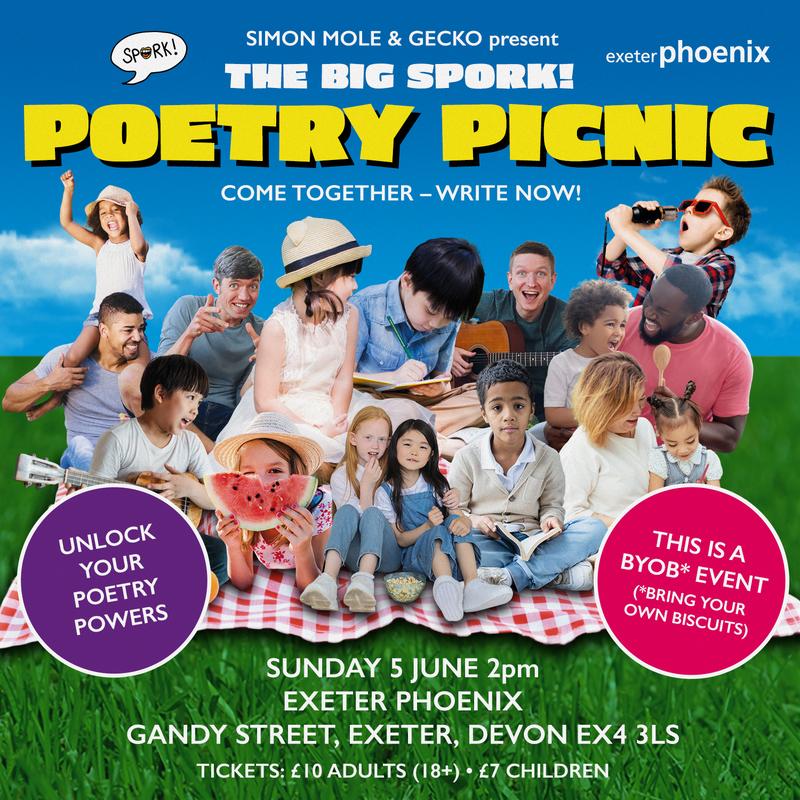 SPORK!
SIMON MOLE & GECKO present
exeter phoenix
THE BIG SPORK!
POETRY PICNIC
COME TOGETHER – WRITE NOW!
UNLOCK
YOUR
POETRY
POWERS
THIS IS A
BYOB* EVENT
(*BRING YOUR
OWN BISCUITS)
SUNDAY 5 JUNE 2pm
EXETER PHOENIX
GANDY STREET, EXETER, DEVON EX4 3LS
TICKETS: £10 ADULTS (18+) • £7 CHILDREN